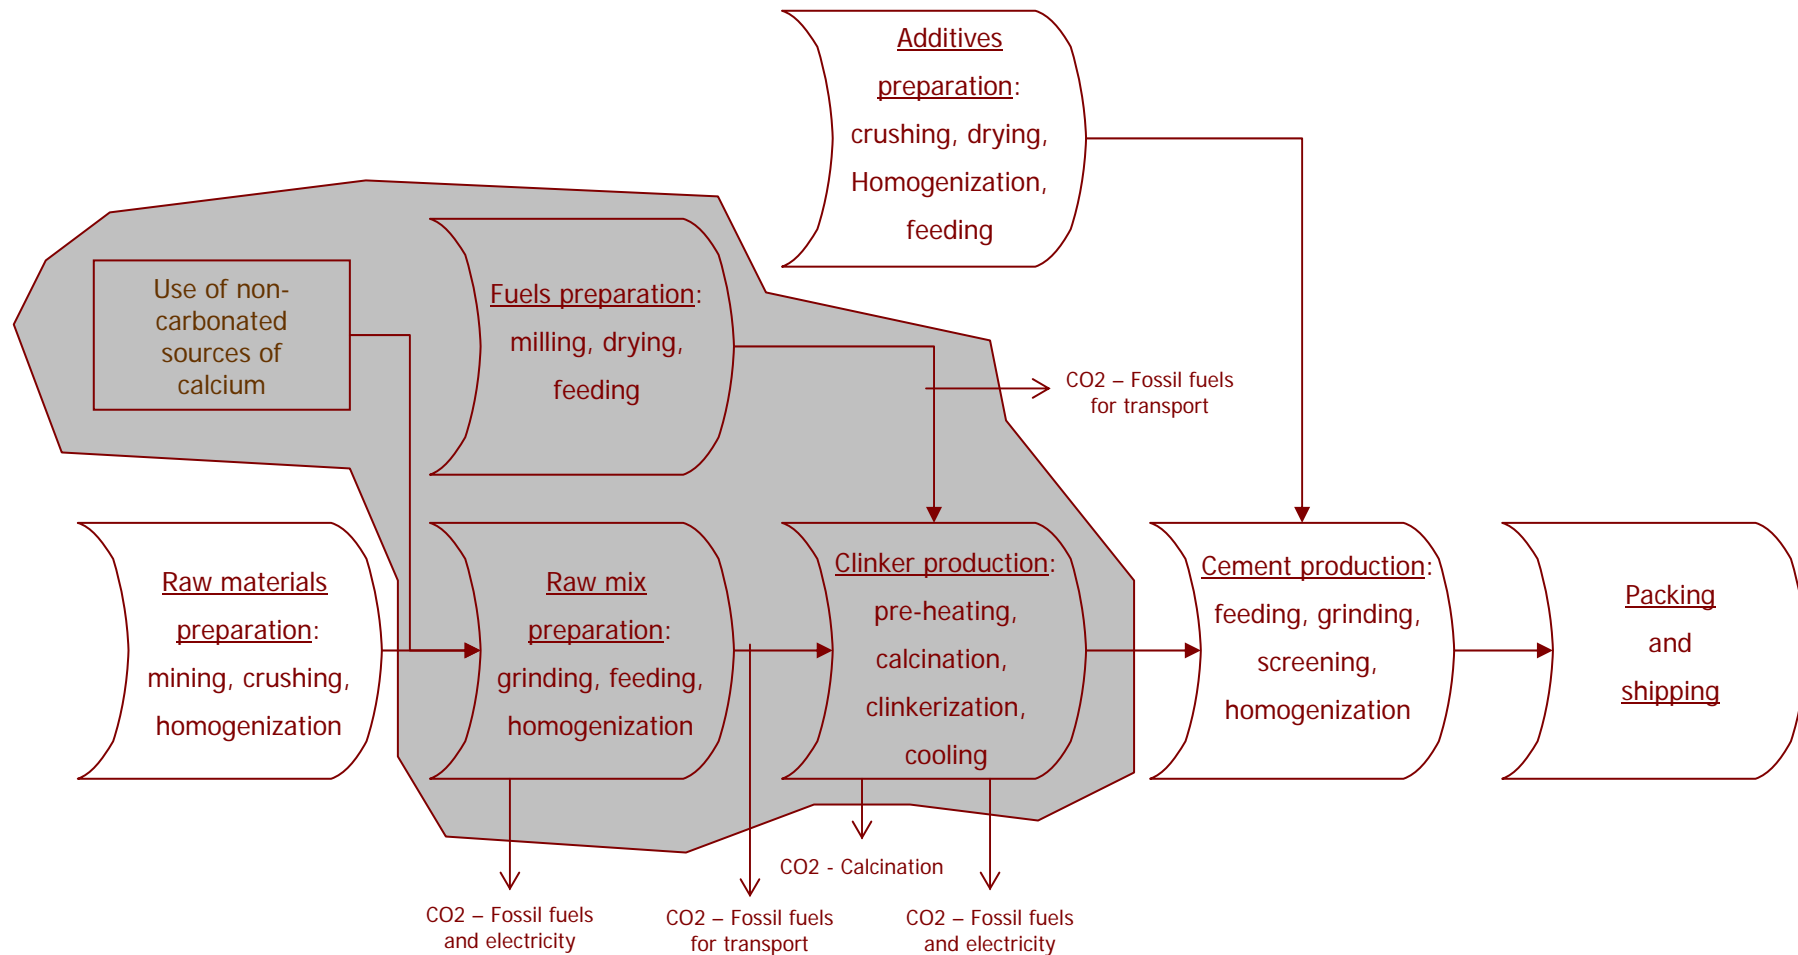 Additives
preparation:
crushing, drying,
Homogenization,
feeding
Use of non-
carbonated
sources of
calcium
Fuels preparation:
milling, drying,
feeding
CO2 – Fossil fuels
for transport
Raw materials
preparation:
mining, crushing,
homogenization
Raw mix
preparation:
grinding, feeding,
homogenization
Clinker production:
pre-heating,
calcination,
clinkerization,
cooling
Cement production:
feeding, grinding,
screening,
homogenization
Packing
and
shipping
CO2 - Calcination
CO2 – Fossil fuels
and electricity
CO2 – Fossil fuels
for transport
CO2 – Fossil fuels
and electricity